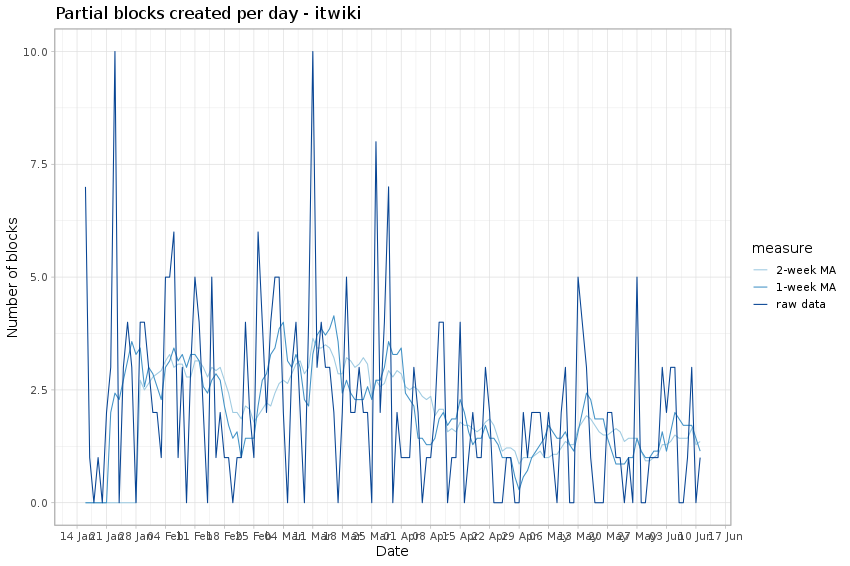 Partial blocks created per day - itwiki
10.0
7.5
5.0
2.5
0.0
Number of blocks
14 Jan 21 Jan 28 Jan 04 Feb 11 Feb 18 Feb 25 Feb 04 Mar 11 Mar 18 Mar 25 Mar 01 Apr 08 Apr 15 Apr 22 Apr 29 Apr 06 May 13 May 20 May 27 May 03 Jun 10 Jun 17 Jun
Date
measure
2-week MA
1-week MA
raw data